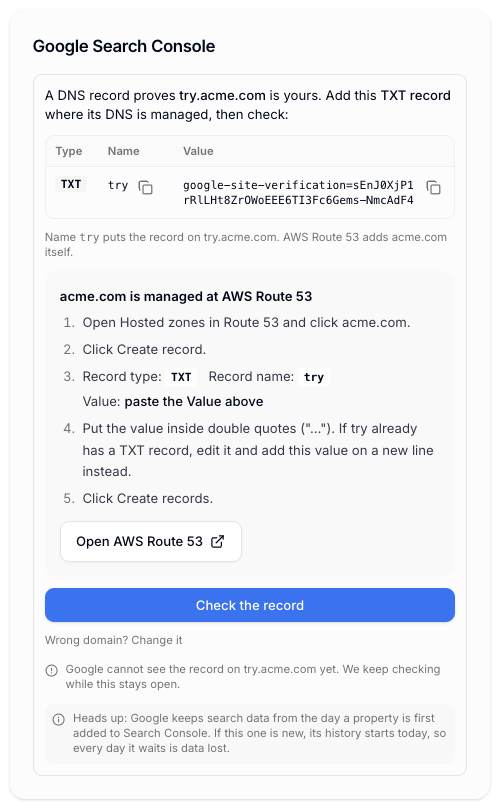 Google Search Console
A DNS record proves try.acme.com is yours. Add this TXT record
where its DNS is managed, then check:
Type Name Value
TXT try google-site-verification=sEnJ0XjP1
rRlLHt8ZrOWoEEE6TI3Fc6Gems-NmcAdF4
Name try puts the record on try.acme.com. AWS Route 53 adds acme.com
itself.
acme.com is managed at AWS Route 53
1. Open Hosted zones in Route 53 and click acme.com.
2. Click Create record.
3. Record type: TXT Record name: try
Value: paste the Value above
4. Put the value inside double quotes ("..."). If try already
has a TXT record, edit it and add this value on a new line
instead.
5. Click Create records.
Open AWS Route 53
Check the record
Wrong domain? Change it
Google cannot see the record on try.acme.com yet. We keep checking
while this stays open.
Heads up: Google keeps search data from the day a property is first
added to Search Console. If this one is new, its history starts today, so
every day it waits is data lost.